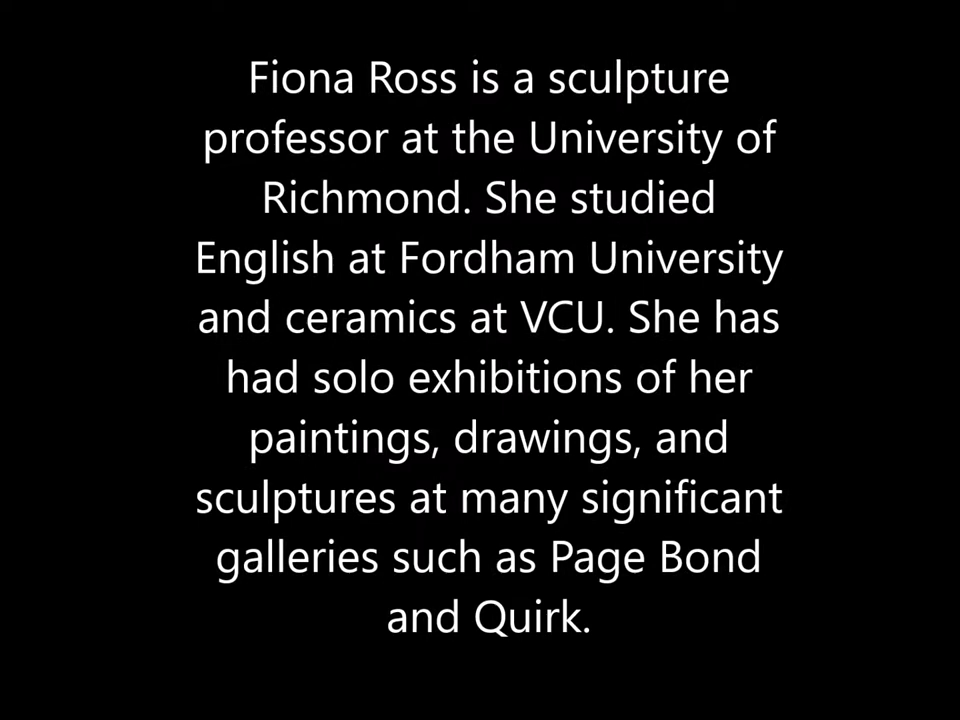 Fiona Ross is a sculpture
professor at the University of
Richmond. She studied
English at Fordham University
and ceramics at VCU. She has
had solo exhibitions of her
paintings, drawings, and
sculptures at many significant
galleries such as Page Bond
and Quirk.